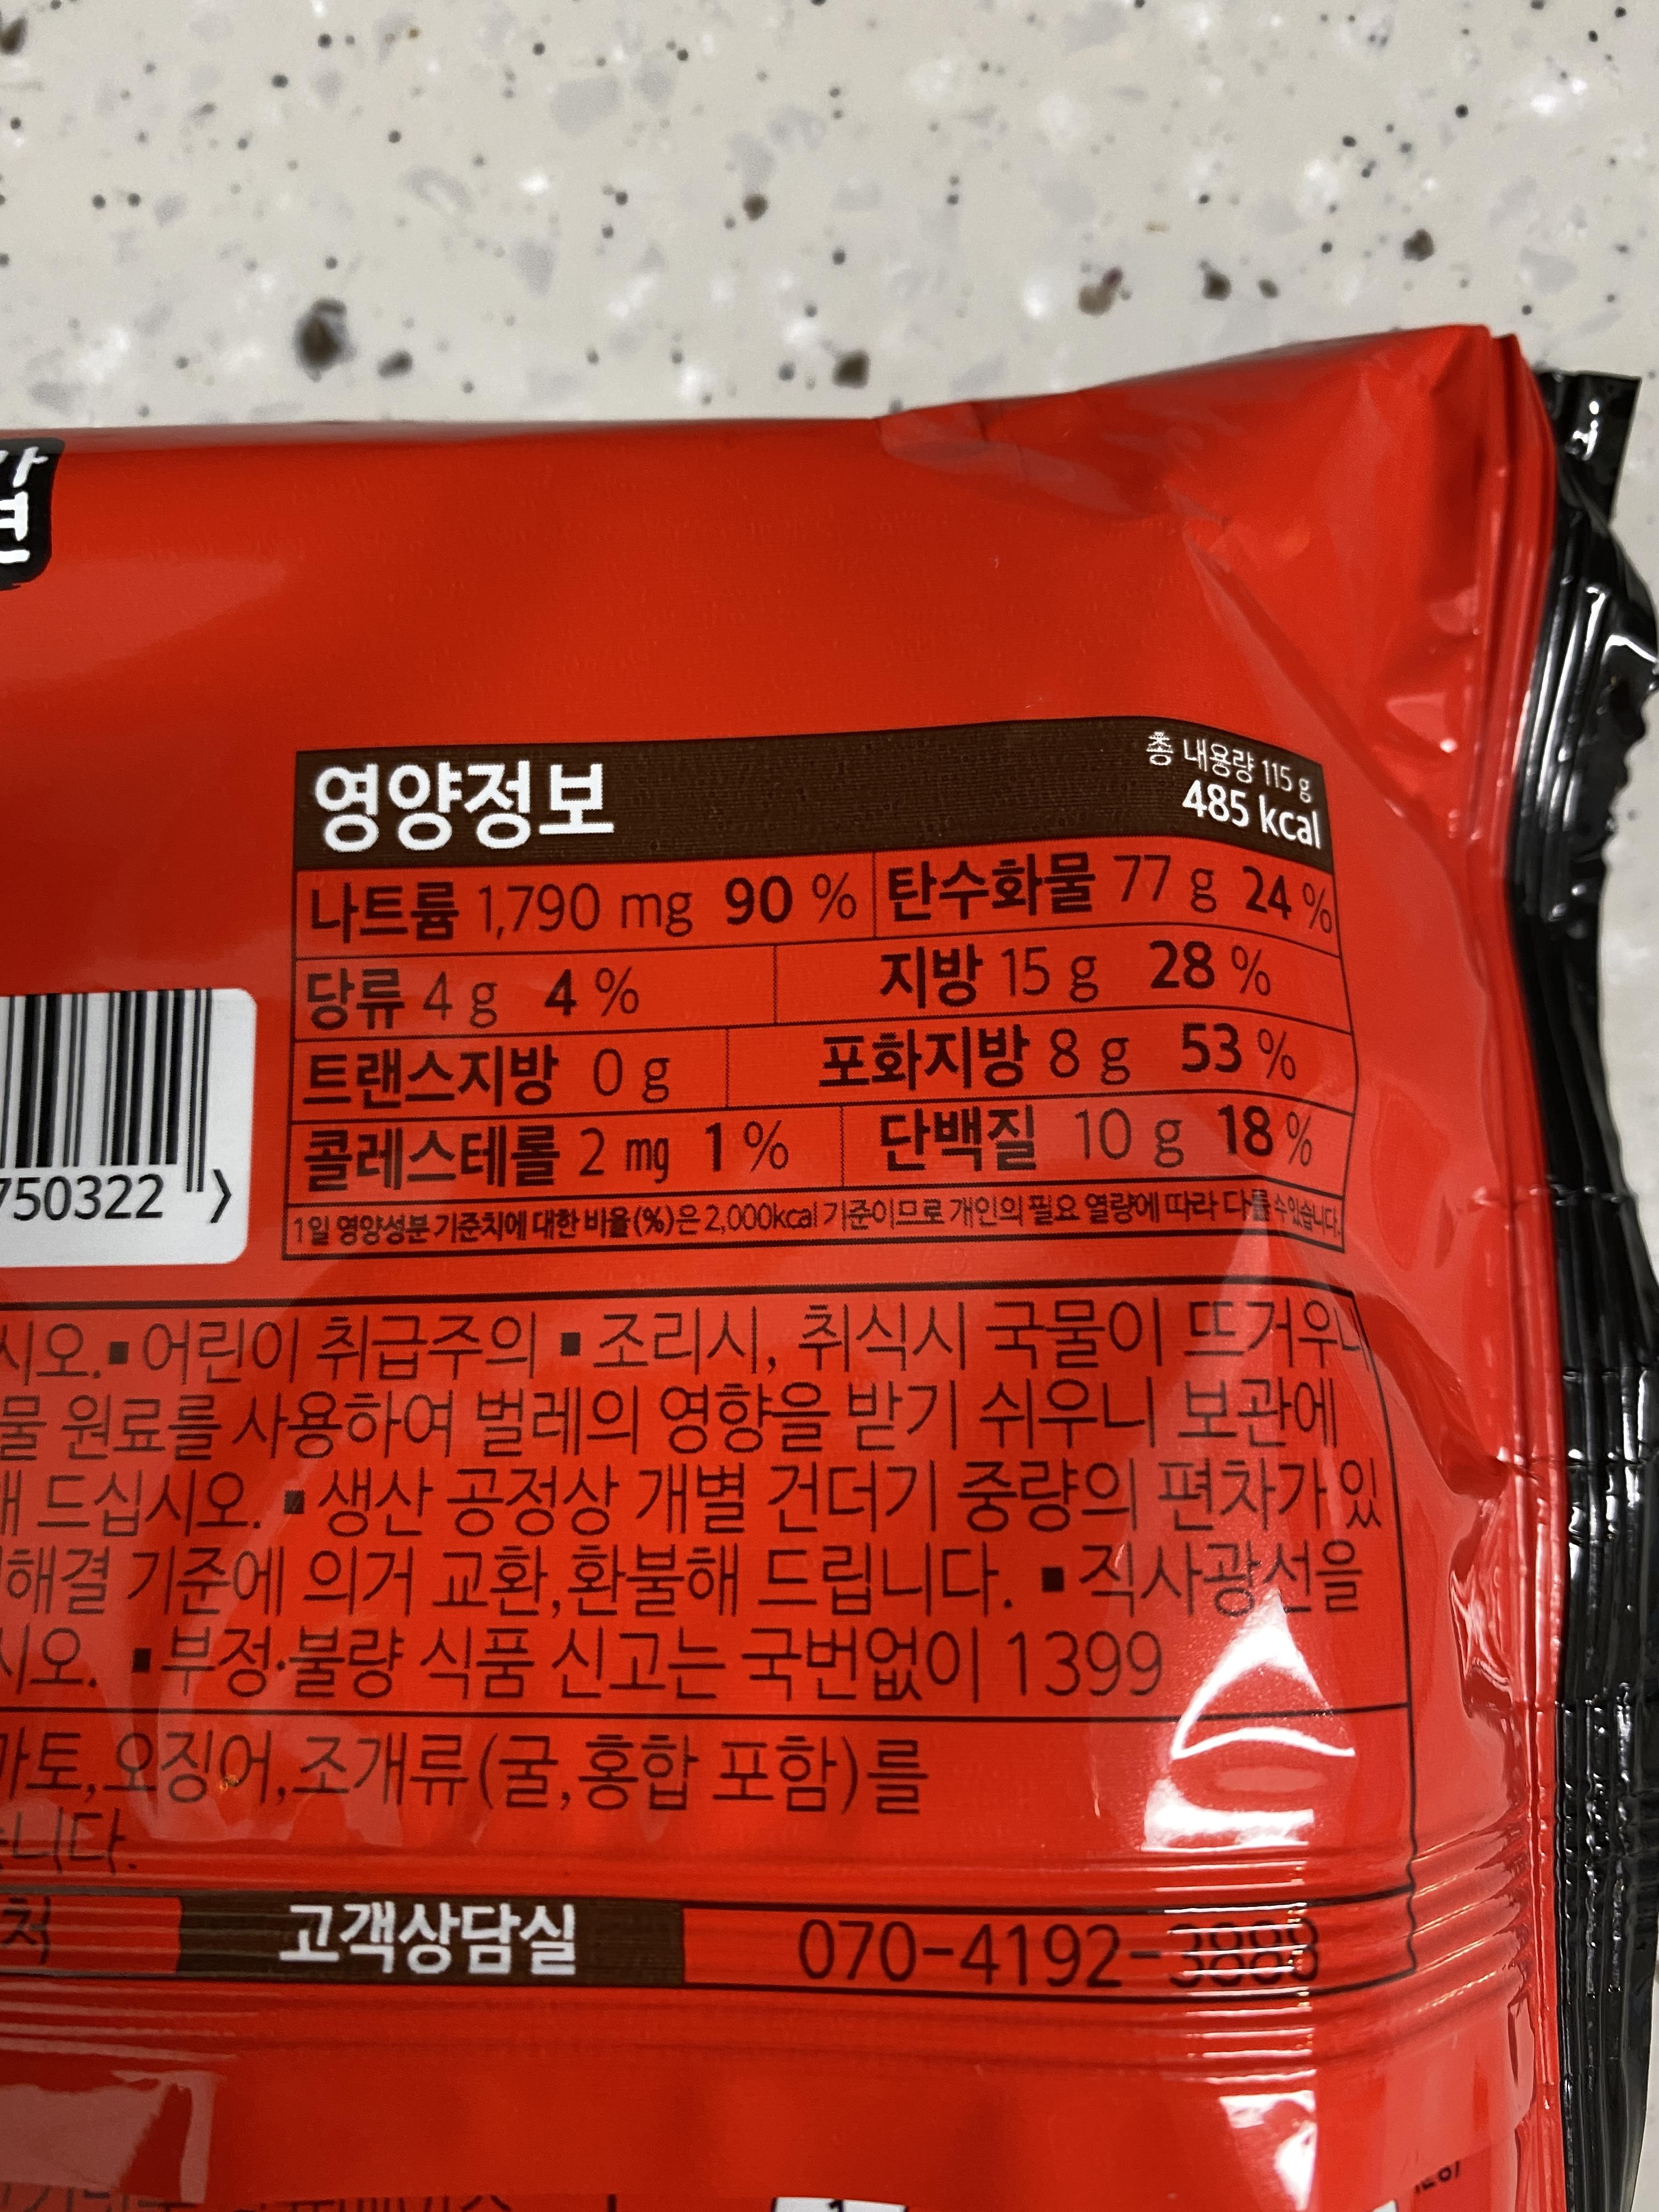 영양정보
총 내용량 115 g
485 kcal
나트륨 1,790 mg 90 % 탄수화물 77 g 24 %
당류 4 g 4 % 지방 15 g 28 %
트랜스지방 0 g 포화지방 8 g 53 %
콜레스테롤 2 mg 1 % 단백질 10 g 18 %
1일 영양성분 기준치에 대한 비율(%)은 2,000kcal 기준이므로 개인의 필요 열량에 따라 다를 수 있습니다.
750322
시오.▪어린이 취급주의 ▪조리시, 취식시 국물이 뜨거우니
물 원료를 사용하여 벌레의 영향을 받기 쉬우니 보관에
해 드십시오. ▪생산 공정상 개별 건더기 중량의 편차가 있
해결 기준에 의거 교환,환불해 드립니다. ▪직사광선을
시오. ▪부정·불량 식품 신고는 국번없이 1399
마토,오징어,조개류(굴,홍합 포함)를
니다.
처 고객상담실 070-4192-3888